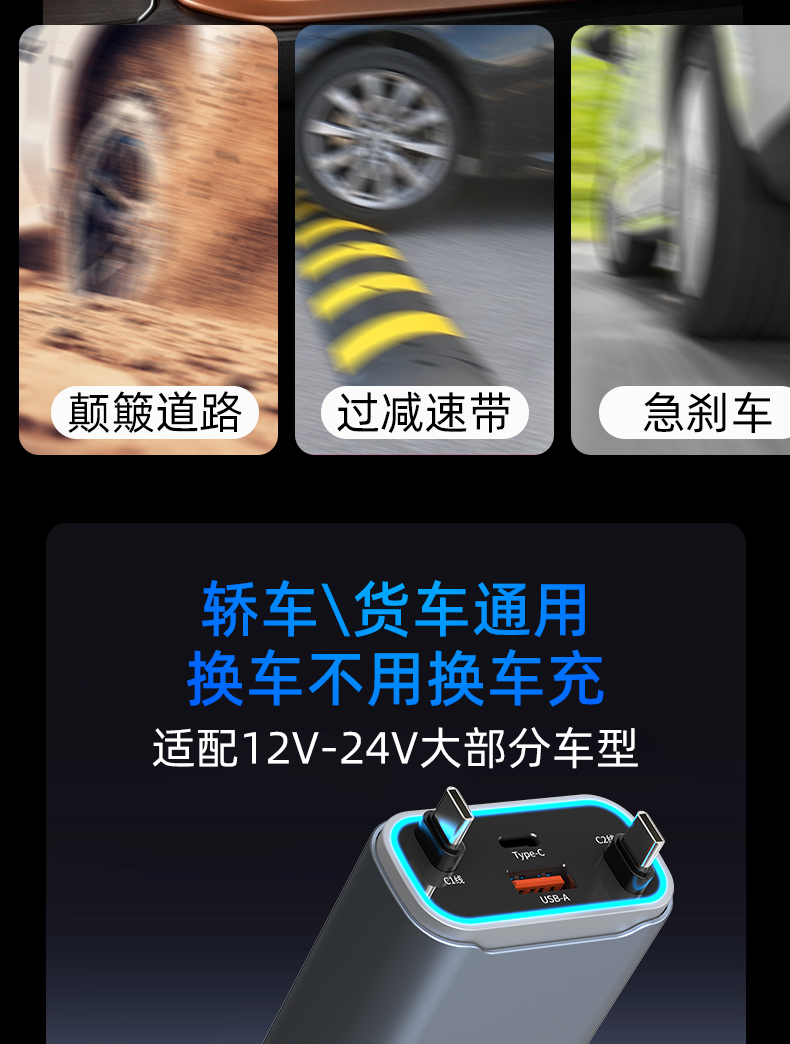 颠簸道路
过减速带
急刹车
轿车\货车通用
换车不用换车充
适配12V-24V大部分车型
Type-C
C2线
C1线
USB-A